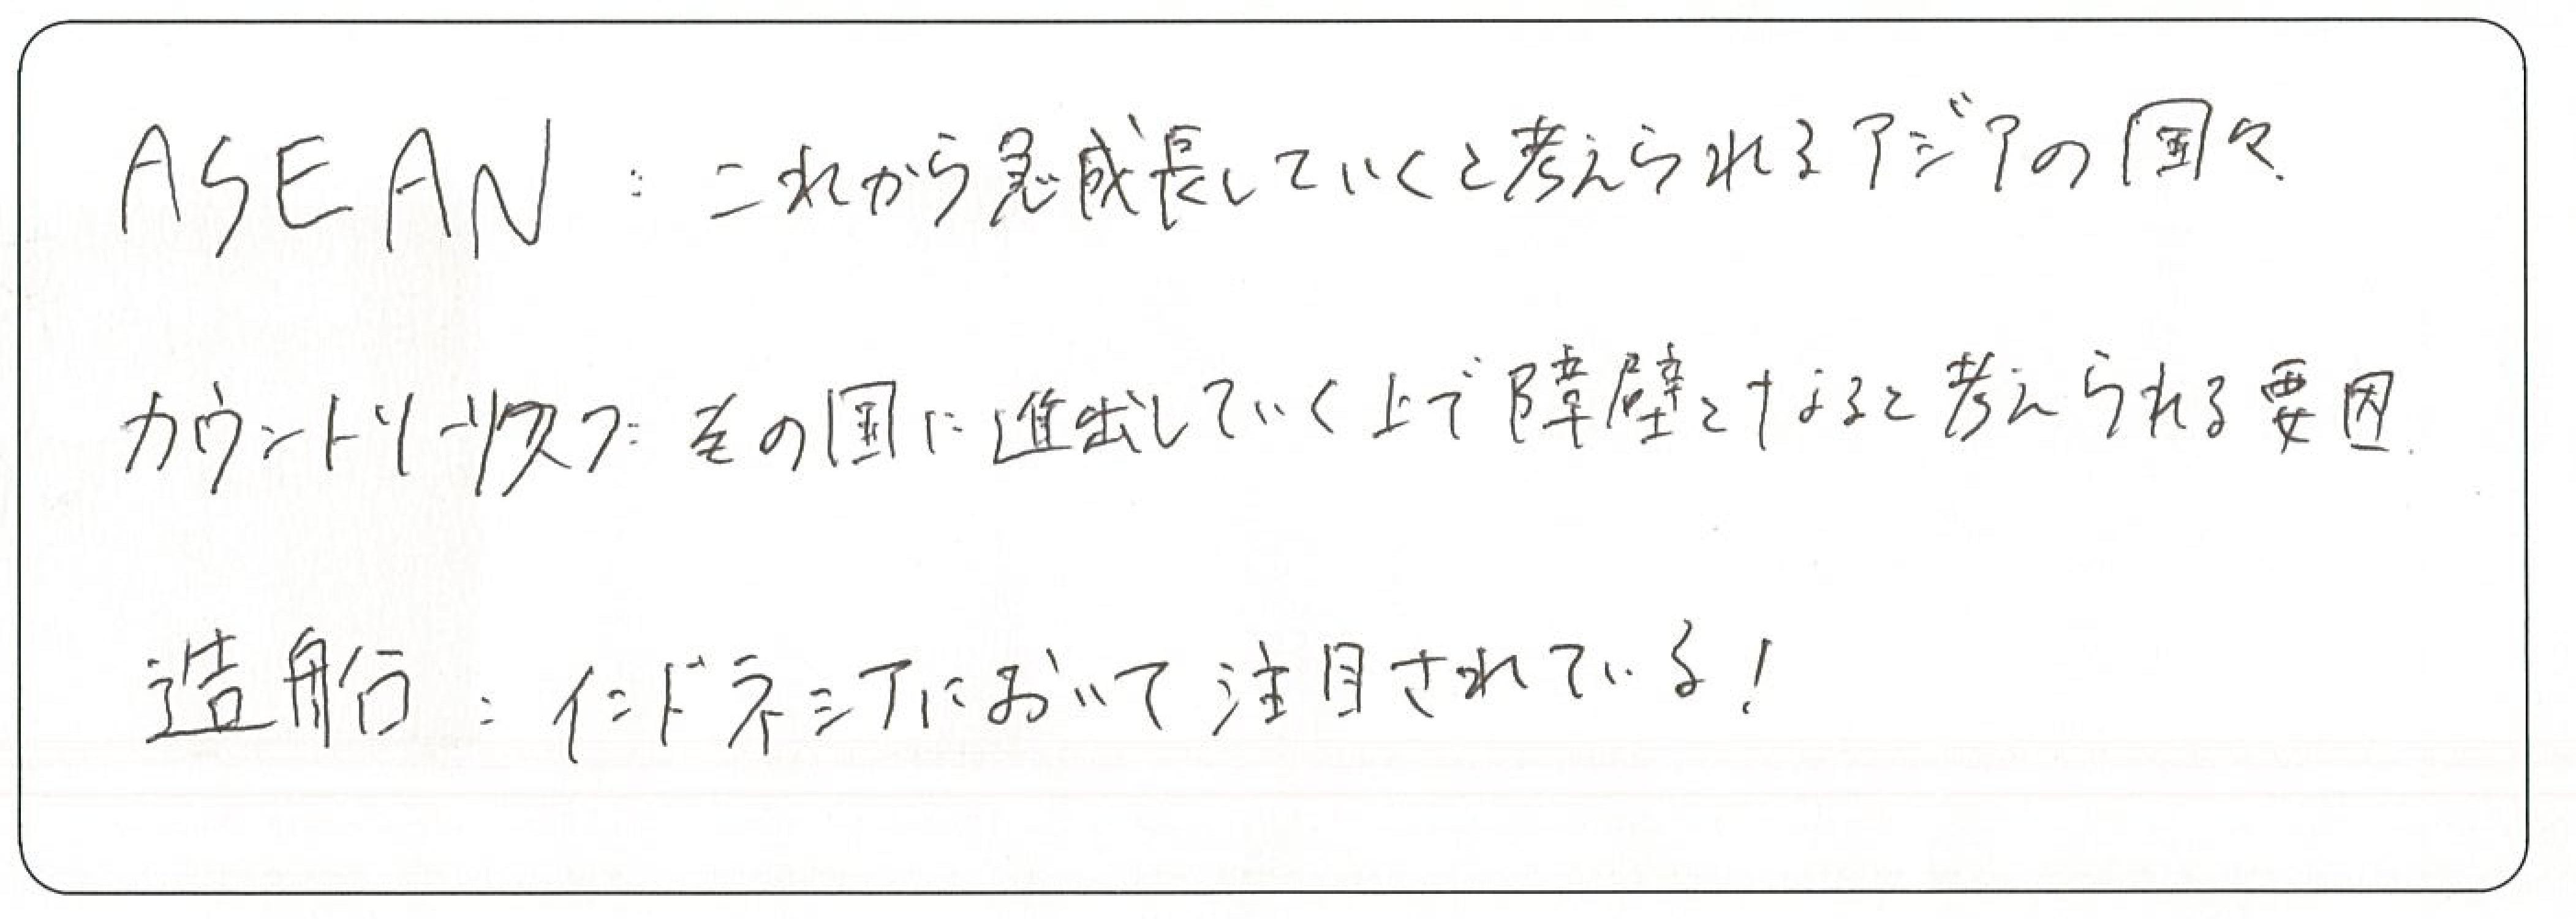 ASEAN：これから急成長していくと考えられるアジアの国々.
カウントリーリスク：その国に進出していく上で障壁となると考えられる要因.
造船：インドネシアにおいて注目されている！